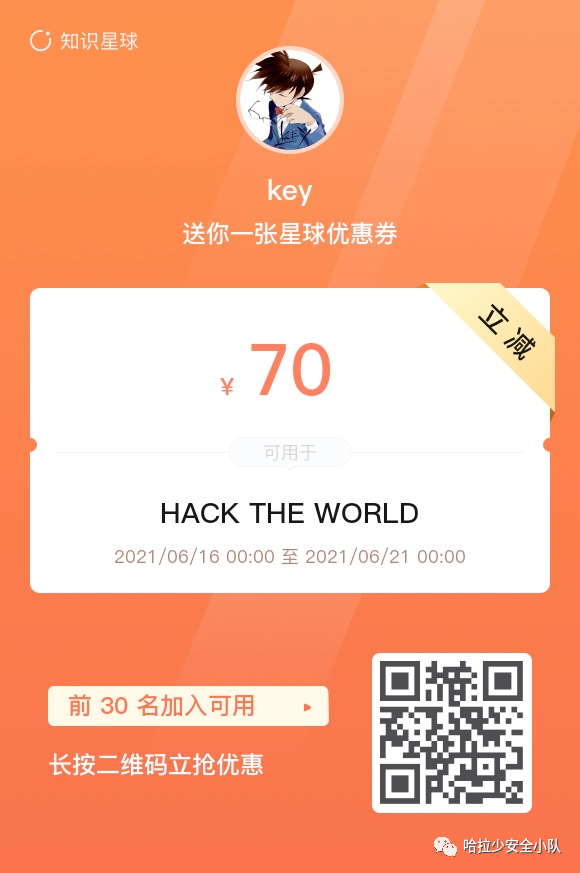 知识星球
key
送你一张星球优惠券
立减
¥ 70
可用于
HACK THE WORLD
2021/06/16 00:00 至 2021/06/21 00:00
前 30 名加入可用
长按二维码立抢优惠
哈拉少安全小队